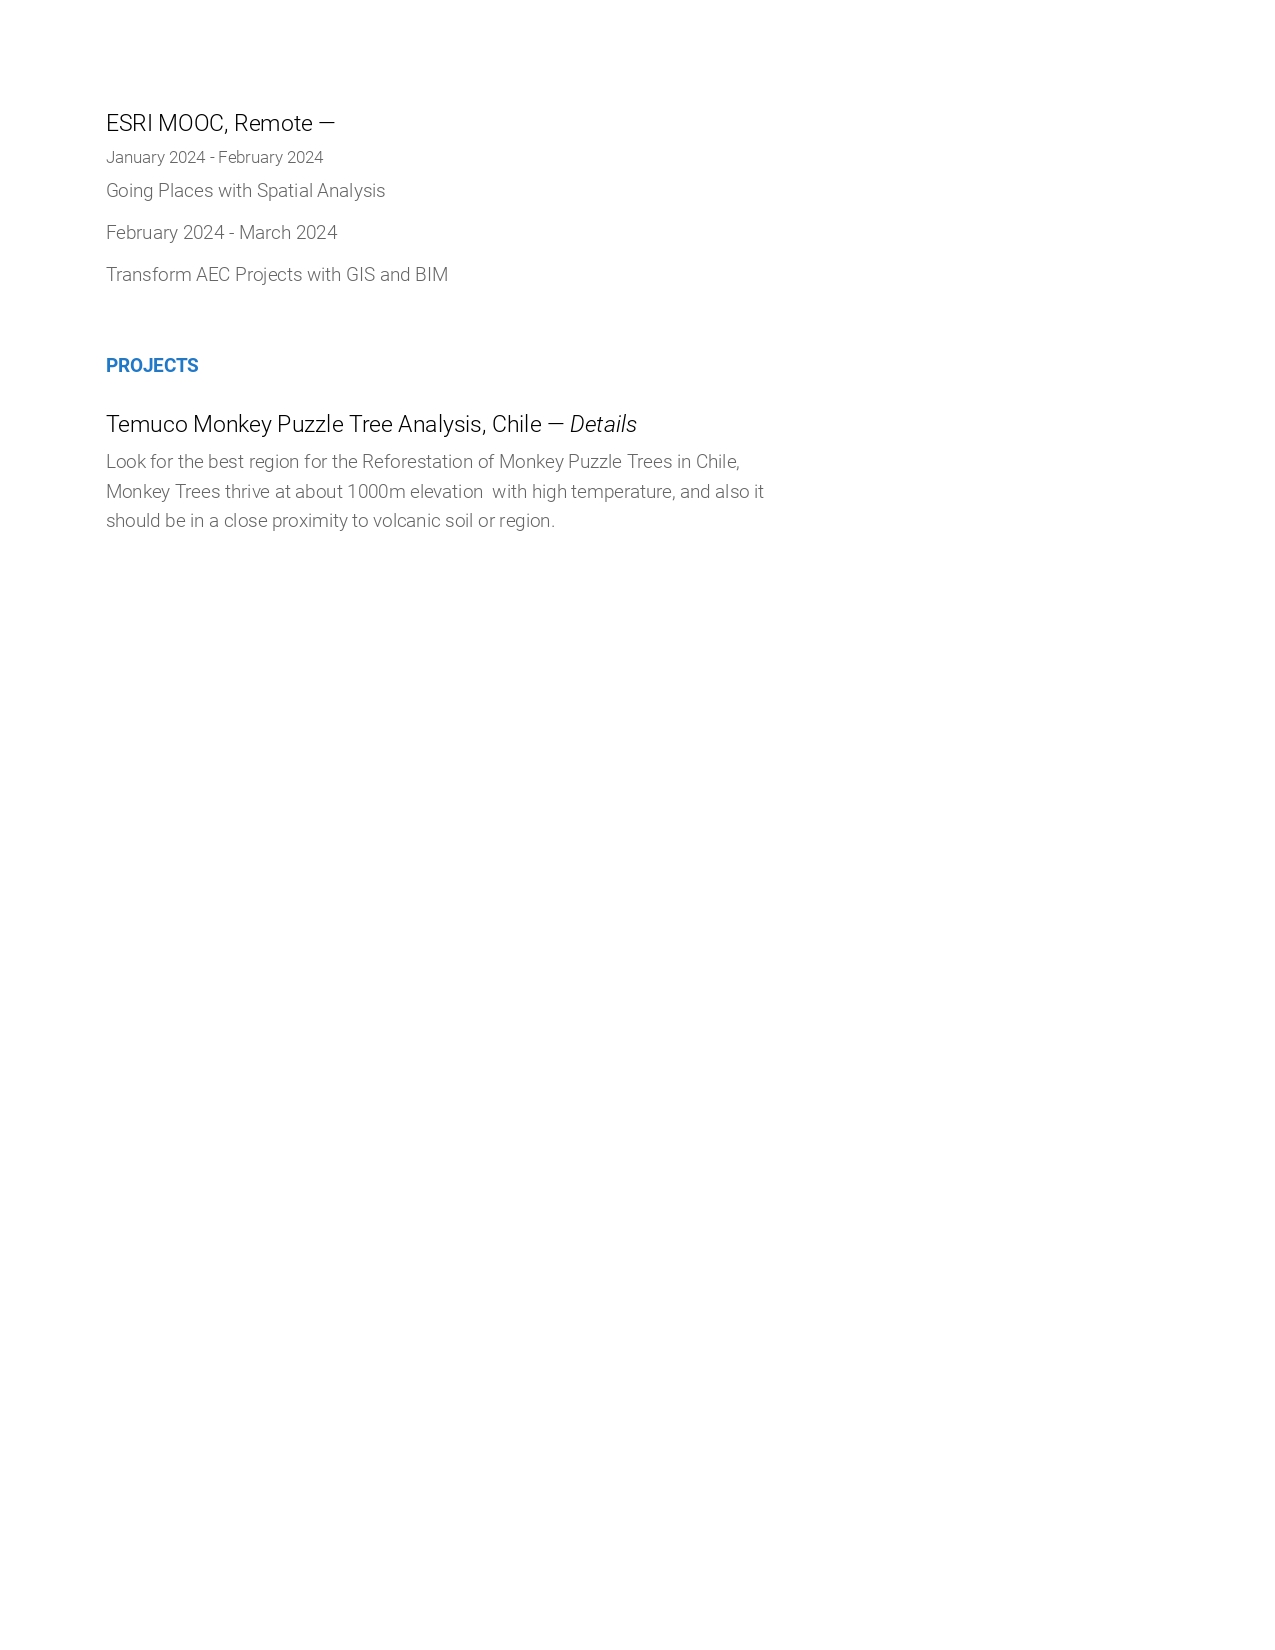 ESRI MOOC, Remote —
January 2024 - February 2024
Going Places with Spatial Analysis
February 2024 - March 2024
Transform AEC Projects with GIS and BIM
PROJECTS
Temuco Monkey Puzzle Tree Analysis, Chile — Details
Look for the best region for the Reforestation of Monkey Puzzle Trees in Chile,
Monkey Trees thrive at about 1000m elevation  with high temperature, and also it
should be in a close proximity to volcanic soil or region.